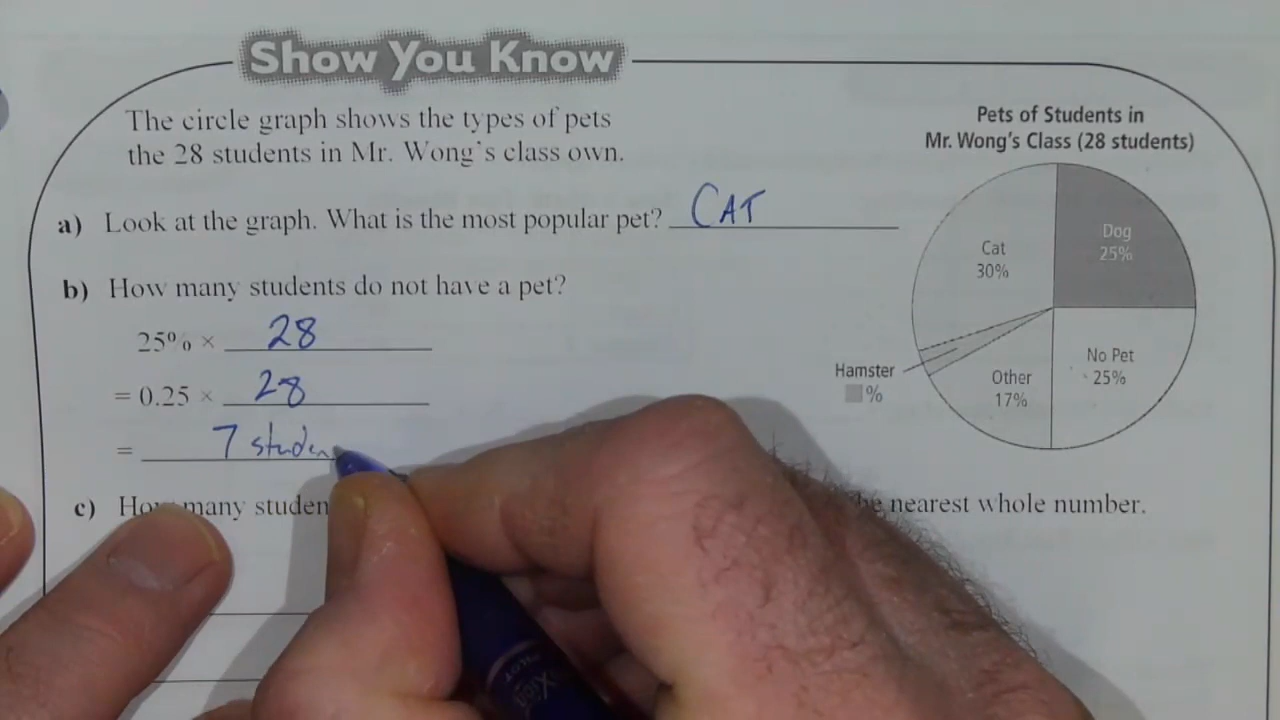 Show You Know
The circle graph shows the types of pets
the 28 students in Mr. Wong's class own.
a) Look at the graph. What is the most popular pet? CAT
b) How many students do not have a pet?
25% × 28
= 0.25 × 28
= 7 studen
c) How many studen he nearest whole number.
Pets of Students in
Mr. Wong's Class (28 students)
Dog
25%
Cat
30%
No Pet
25%
Hamster
%
Other
17%
PILOT